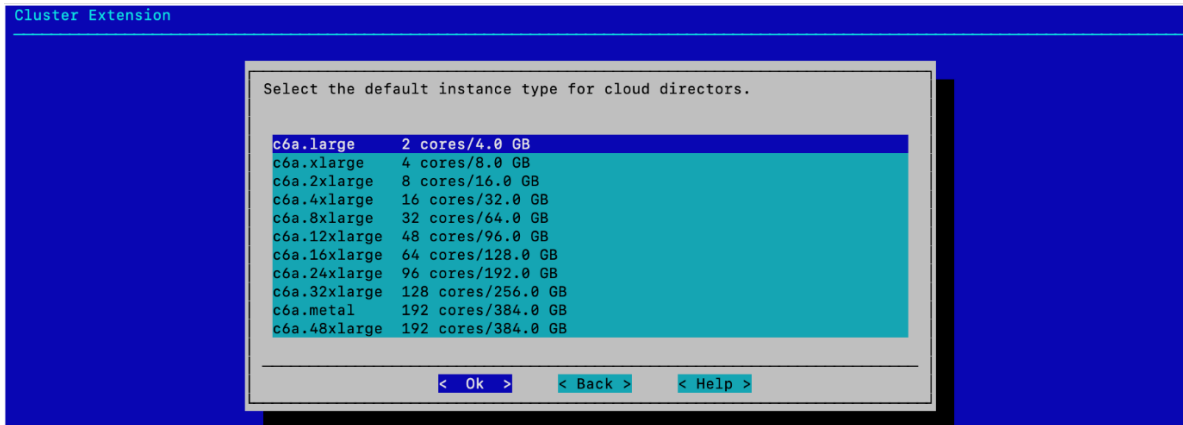 Cluster Extension
Select the default instance type for cloud directors.
c6a.large 2 cores/4.0 GB
c6a.xlarge 4 cores/8.0 GB
c6a.2xlarge 8 cores/16.0 GB
c6a.4xlarge 16 cores/32.0 GB
c6a.8xlarge 32 cores/64.0 GB
c6a.12xlarge 48 cores/96.0 GB
c6a.16xlarge 64 cores/128.0 GB
c6a.24xlarge 96 cores/192.0 GB
c6a.32xlarge 128 cores/256.0 GB
c6a.metal 192 cores/384.0 GB
c6a.48xlarge 192 cores/384.0 GB
< Ok > < Back > < Help >